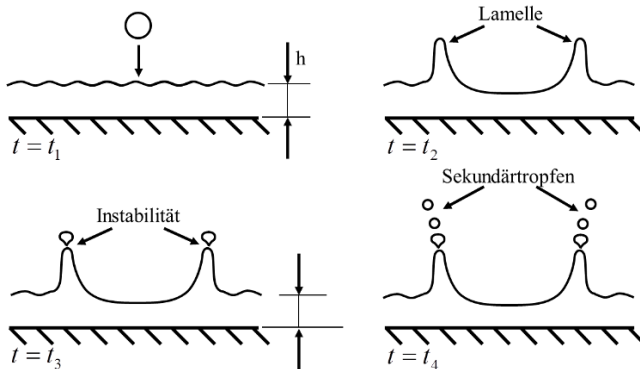 h
t = t₁
Lamelle
t = t₂
Instabilität
t = t₃
Sekundärtropfen
t = t₄